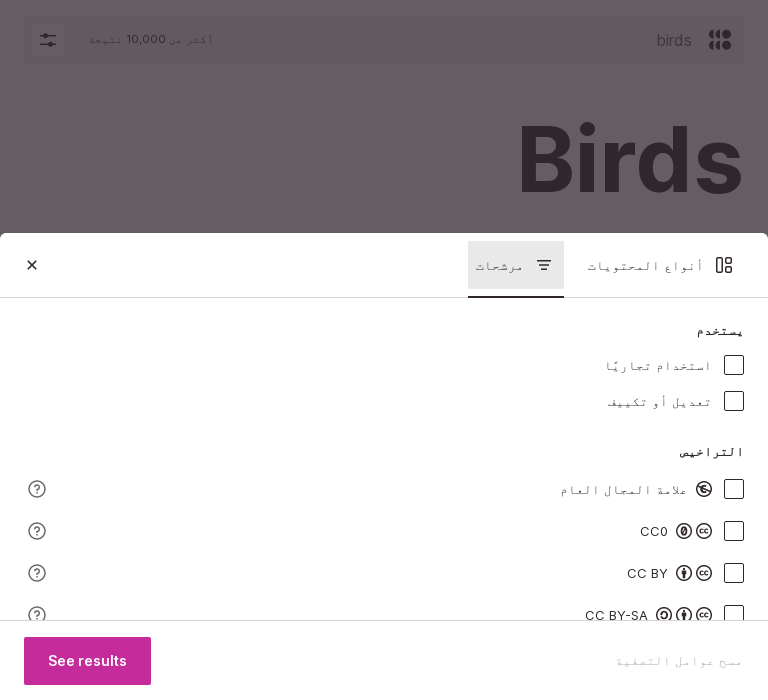 birds
أكثر من 10,000 نتيجة
Birds
أنواع المحتويات
مرشحات
يستخدم
استخدام تجاريًا
تعديل أو تكييف
التراخيص
علامة المجال العام
CC0
CC BY
CC BY-SA
مسح عوامل التصفية
See results